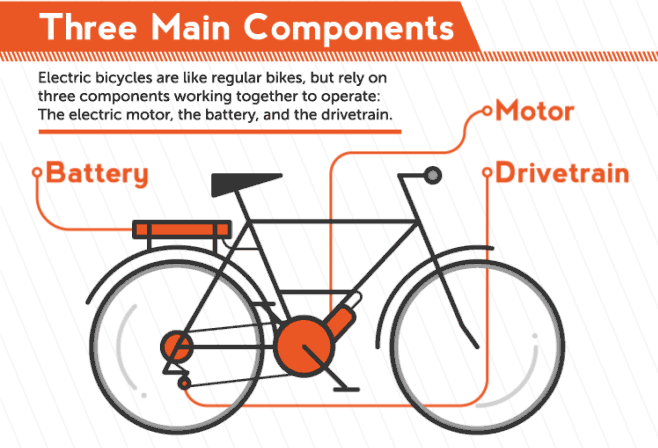 Three Main Components
Electric bicycles are like regular bikes, but rely on
three components working together to operate:
The electric motor, the battery, and the drivetrain.
Motor
Battery
Drivetrain